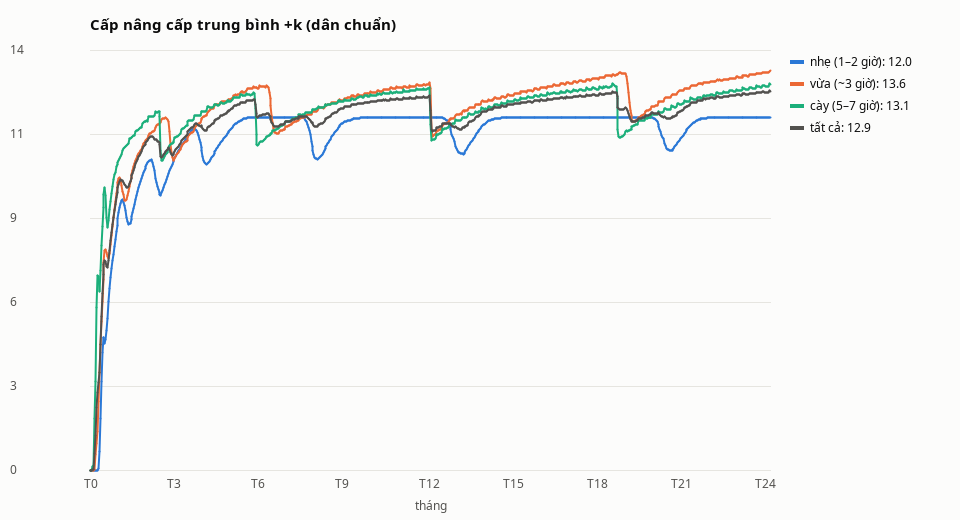 Cấp nâng cấp trung bình +k (dân chuẩn)
14
11
9
6
3
0
T0 T3 T6 T9 T12 T15 T18 T21 T24
tháng
nhẹ (1–2 giờ): 12.0
vừa (~3 giờ): 13.6
cày (5–7 giờ): 13.1
tất cả: 12.9